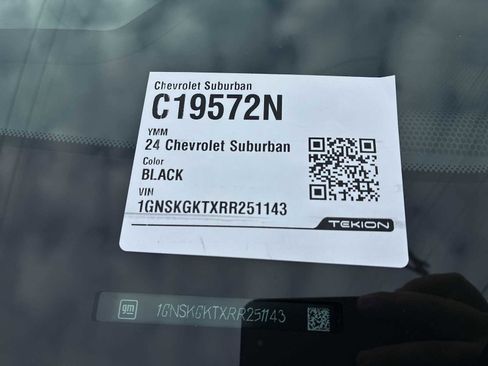 Chevrolet Suburban
C19572N
YMM
24 Chevrolet Suburban
Color
BLACK
VIN
1GNSKGKTXRR251143
TEKION
gm 1GNSKGKTXRR251143